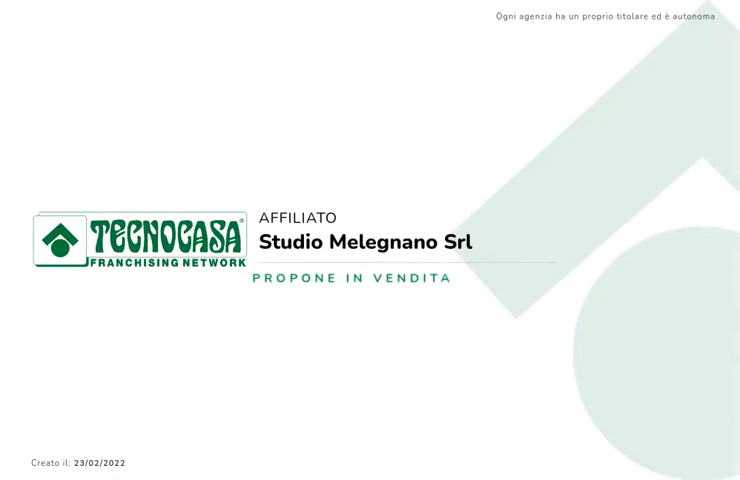 Ogni agenzia ha un proprio titolare ed è autonoma
AFFILIATO
TECNOCASA®
Studio Melegnano Srl
FRANCHISING NETWORK
PROPONE IN VENDITA
Creato il: 23/02/2022